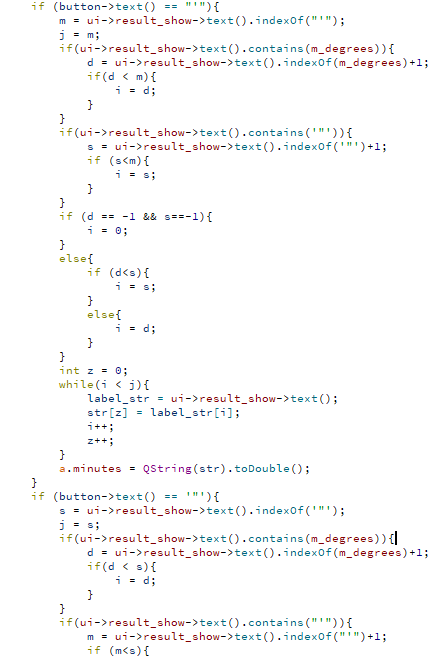 if (button->text() == "'"){
m = ui->result_show->text().indexOf("'");
j = m;
if(ui->result_show->text().contains(m_degrees)){
d = ui->result_show->text().indexOf(m_degrees)+1;
if(d < m){
i = d;
}
}
if(ui->result_show->text().contains('"')){
s = ui->result_show->text().indexOf('"')+1;
if (s<m){
i = s;
}
}
if (d == -1 && s==-1){
i = 0;
}
else{
if (d<s){
i = s;
}
else{
i = d;
}
}
int z = 0;
while(i < j){
label_str = ui->result_show->text();
str[z] = label_str[i];
i++;
z++;
}
a.minutes = QString(str).toDouble();
}
if (button->text() == '"'){
s = ui->result_show->text().indexOf('"');
j = s;
if(ui->result_show->text().contains(m_degrees)){
d = ui->result_show->text().indexOf(m_degrees)+1;
if(d < s){
i = d;
}
}
if(ui->result_show->text().contains("'")){
m = ui->result_show->text().indexOf("'")+1;
if (m<s){